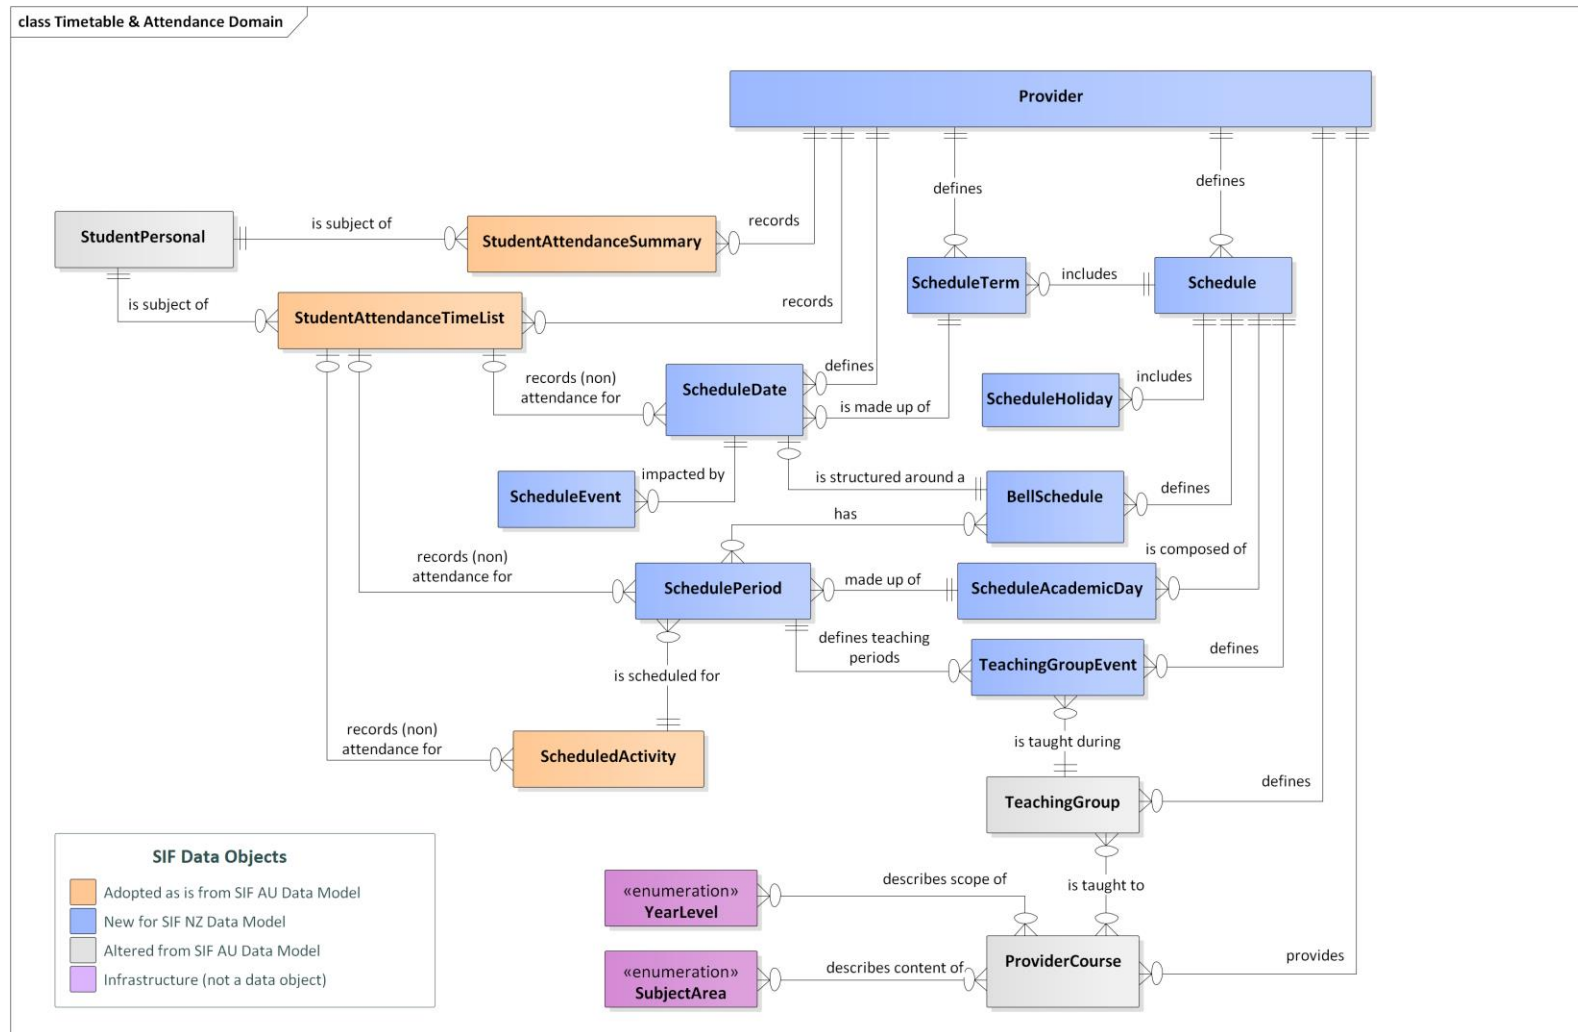 class Timetable & Attendance Domain
Provider
defines
defines
StudentPersonal
is subject of
StudentAttendanceSummary
records
ScheduleTerm
includes
Schedule
is subject of
StudentAttendanceTimeList
records
records (non)
attendance for
ScheduleDate
defines
is made up of
ScheduleHoliday
includes
ScheduleEvent
impacted by
is structured around a
BellSchedule
defines
has
is composed of
records (non)
attendance for
SchedulePeriod
made up of
ScheduleAcademicDay
defines teaching
periods
TeachingGroupEvent
defines
is scheduled for
records (non)
attendance for
ScheduledActivity
is taught during
TeachingGroup
defines
SIF Data Objects
Adopted as is from SIF AU Data Model
New for SIF NZ Data Model
Altered from SIF AU Data Model
Infrastructure (not a data object)
«enumeration»
YearLevel
describes scope of
is taught to
«enumeration»
SubjectArea
describes content of
ProviderCourse
provides